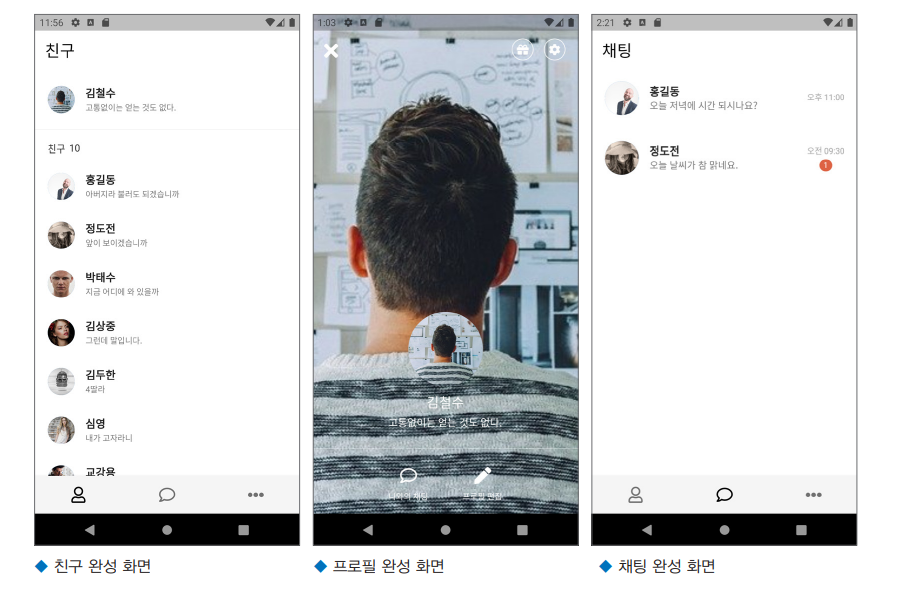 11:56
친구
김철수
고통없이는 얻는 것도 없다.
친구 10
홍길동
아버지라 불러도 되겠습니까
정도전
앞이 보이겠습니까
박태수
지금 어디에 와 있을까
김상중
그런데 말입니다.
김두한
4딸라
심영
내가 고자라니
교강용
◆ 친구 완성 화면
1:03
김철수
고통없이는 얻는 것도 없다.
나와의 채팅
프로필 편집
◆ 프로필 완성 화면
2:21
채팅
홍길동
오후 11:00
오늘 저녁에 시간 되시나요?
정도전
오전 09:30
오늘 날씨가 참 맑네요.
1
◆ 채팅 완성 화면